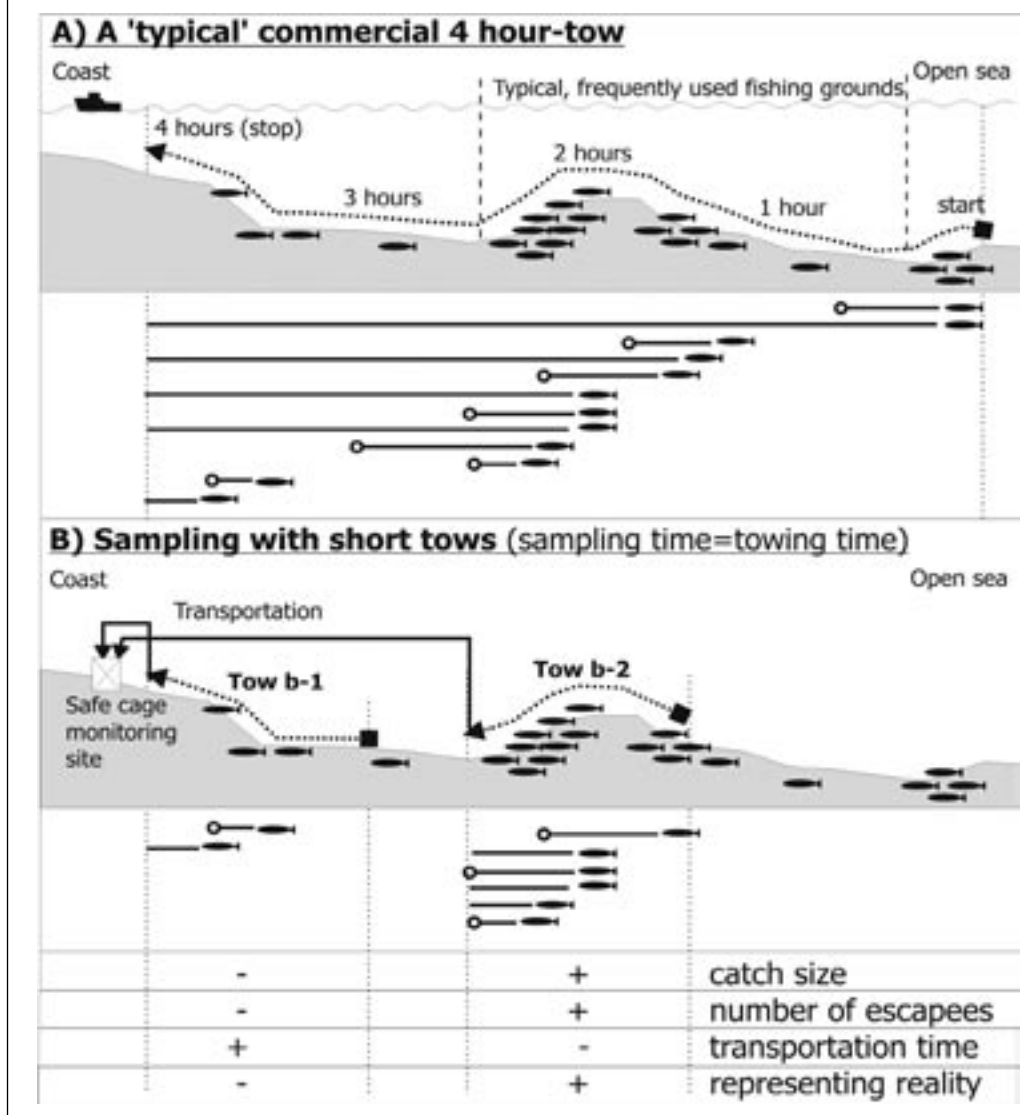 A) A 'typical' commercial 4 hour-tow
Coast
Open sea
Typical, frequently used fishing grounds
4 hours (stop)
2 hours
3 hours
1 hour
start
B) Sampling with short tows (sampling time=towing time)
Coast
Open sea
Transportation
Tow b-1
Tow b-2
Safe cage
monitoring
site
- + catch size
- + number of escapees
+ - transportation time
- + representing reality